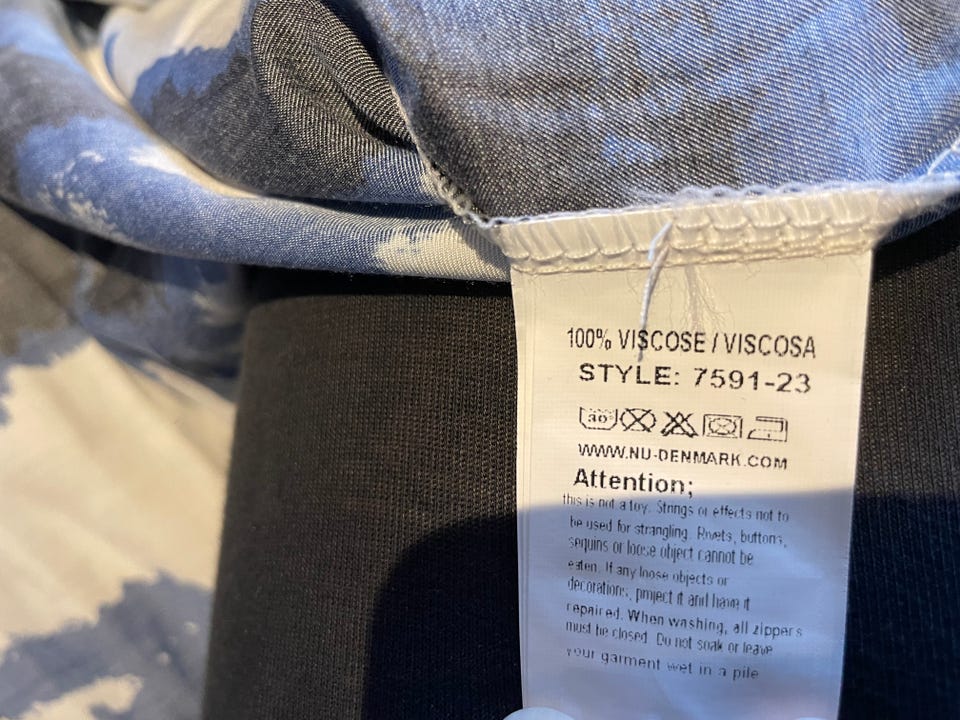 100% VISCOSE / VISCOSA
STYLE: 7591-23
30
WWW.NU-DENMARK.COM
Attention;
this is not a toy. Strings or effects not to
be used for strangling. Rivets, buttons,
sequins or loose object cannot be
eaten. If any loose objects or
decorations, project it and have it
repaired. When washing, all zippers
must be closed. Do not soak or leave
your garment wet in a pile